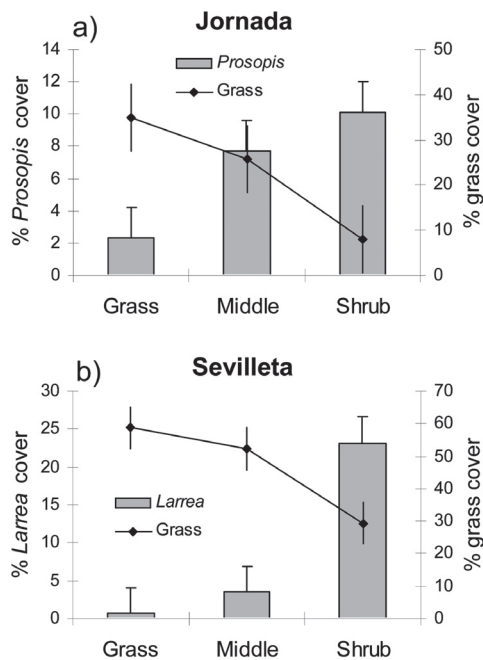 Jornada
a)
14
12
10
8
6
4
2
0
% Prosopis cover
Prosopis
Grass
50
40
30
20
10
0
% grass cover
Grass Middle Shrub
Sevilleta
b)
30
25
20
15
10
5
0
% Larrea cover
Larrea
Grass
70
60
50
40
30
20
10
0
% grass cover
Grass Middle Shrub